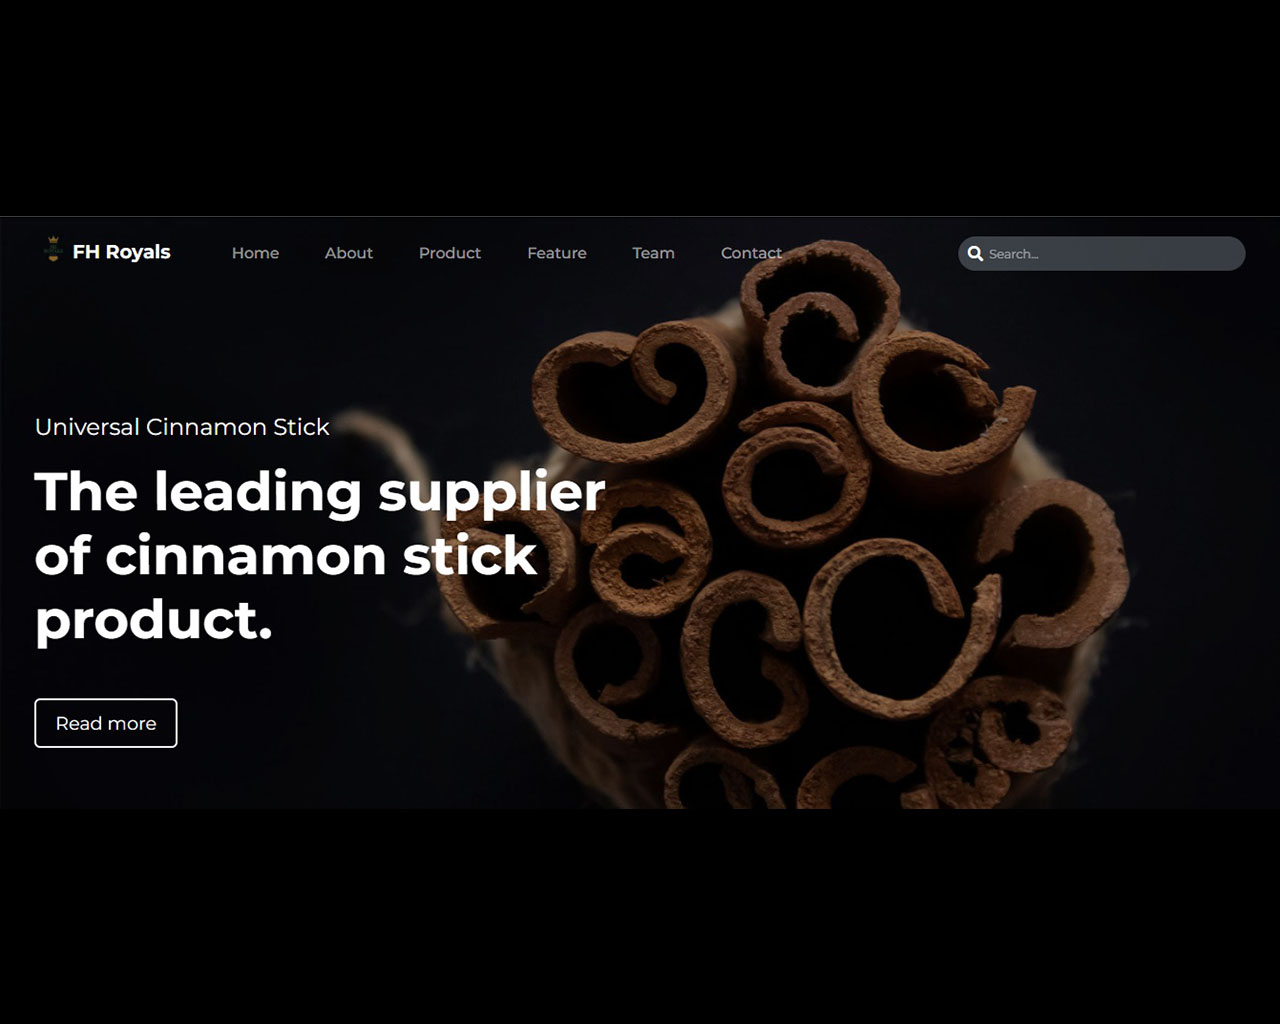 FH Royals
Home
About
Product
Feature
Team
Contact
Search...
Universal Cinnamon Stick
The leading supplier
of cinnamon stick
product.
Read more